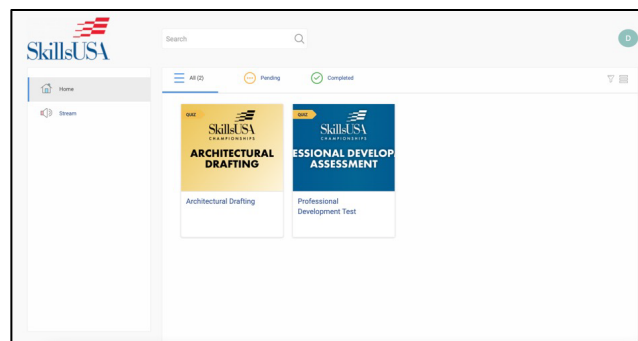 SkillsUSA
Search
D
Home
Stream
All (2)
Pending
Completed
QUIZ
SkillsUSA
CHAMPIONSHIPS
ARCHITECTURAL
DRAFTING
Architectural Drafting
QUIZ
SkillsUSA
CHAMPIONSHIPS
ESSIONAL DEVELOP
ASSESSMENT
Professional
Development Test